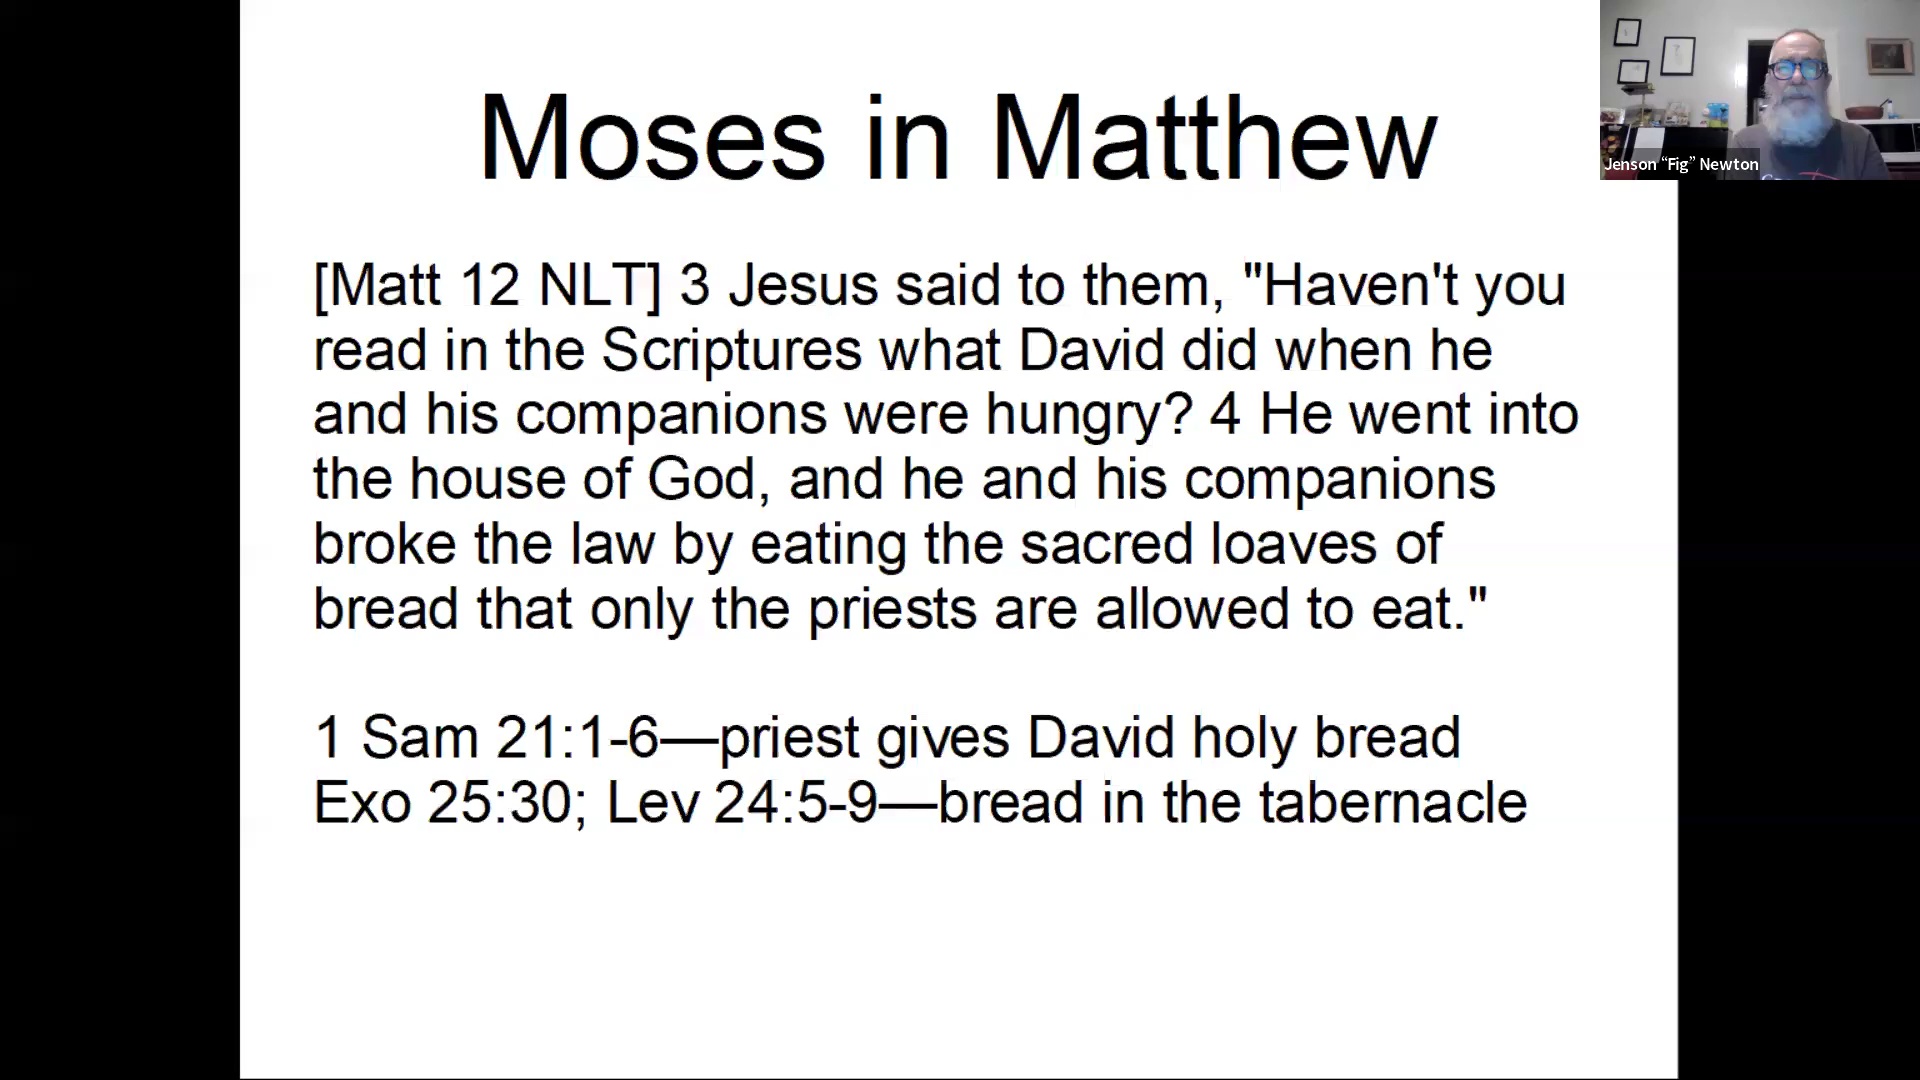 Moses in Matthew
Jenson “Fig” Newton
[Matt 12 NLT] 3 Jesus said to them, "Haven't you
read in the Scriptures what David did when he
and his companions were hungry? 4 He went into
the house of God, and he and his companions
broke the law by eating the sacred loaves of
bread that only the priests are allowed to eat."
1 Sam 21:1-6—priest gives David holy bread
Exo 25:30; Lev 24:5-9—bread in the tabernacle